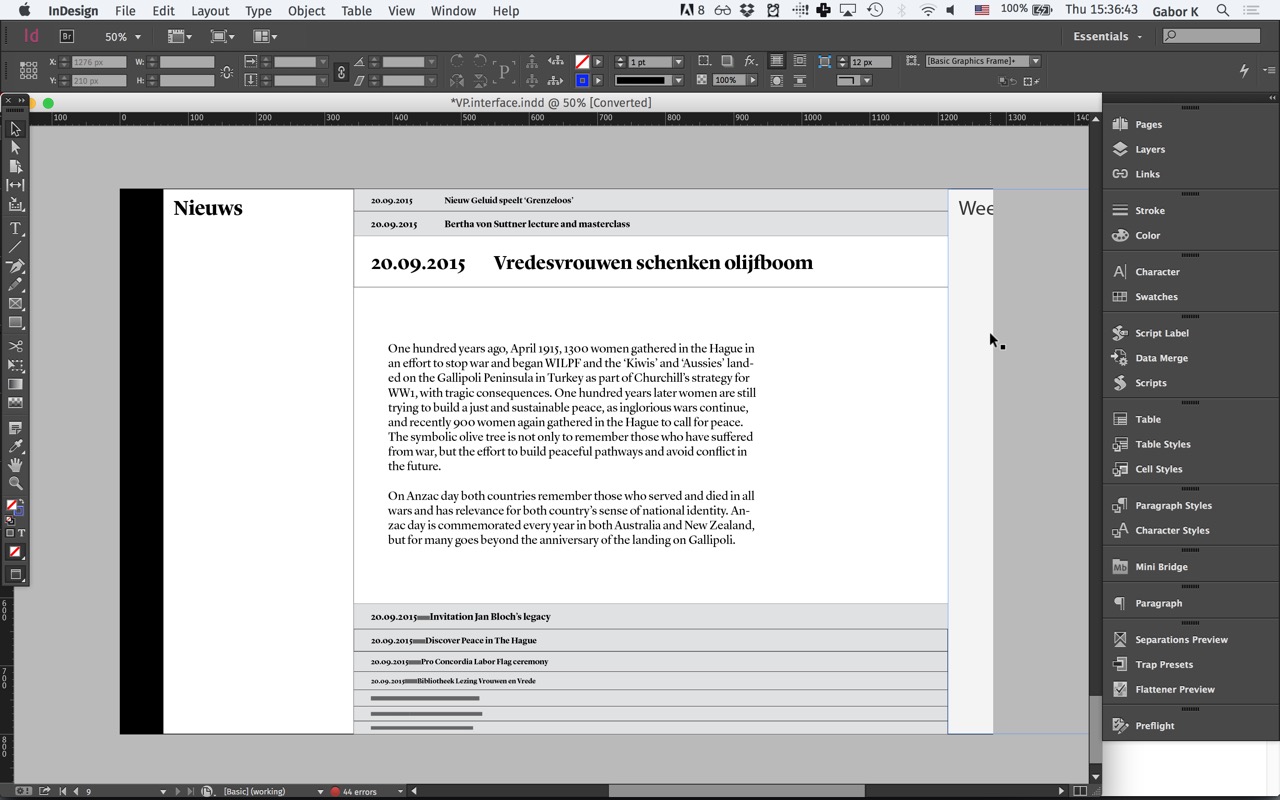 InDesign File Edit Layout Type Object Table View Window Help 8 100% Thu 15:36:43 Gabor K
Id Br 50% Essentials
X: 1276 px W: 1 pt 12 px [Basic Graphics Frame]+
Y: 210 px H: P fx. 100%
*VP.interface.indd @ 50% [Converted]
100 0 100 200 300 400 500 600 700 800 900 1000 1100 1200 1300 140
Nieuws
20.09.2015 Nieuw Geluid speelt ‘Grenzeloos’
20.09.2015 Bertha von Suttner lecture and masterclass
20.09.2015 Vredesvrouwen schenken olijfboom
Wee
One hundred years ago, April 1915, 1300 women gathered in the Hague in
an effort to stop war and began WILPF and the ‘Kiwis’ and ‘Aussies’ land-
ed on the Gallipoli Peninsula in Turkey as part of Churchill’s strategy for
WW1, with tragic consequences. One hundred years later women are still
trying to build a just and sustainable peace, as inglorious wars continue,
and recently 900 women again gathered in the Hague to call for peace.
The symbolic olive tree is not only to remember those who have suffered
from war, but the effort to build peaceful pathways and avoid conflict in
the future.
On Anzac day both countries remember those who served and died in all
wars and has relevance for both country’s sense of national identity. An-
zac day is commemorated every year in both Australia and New Zealand,
but for many goes beyond the anniversary of the landing on Gallipoli.
20.09.2015 Invitation Jan Bloch’s legacy
20.09.2015 Discover Peace in The Hague
20.09.2015 Pro Concordia Labor Flag ceremony
20.09.2015 Bibliotheek Lezing Vrouwen en Vrede
Pages
Layers
Links
Stroke
Color
Character
Swatches
Script Label
Data Merge
Scripts
Table
Table Styles
Cell Styles
Paragraph Styles
Character Styles
Mb Mini Bridge
Paragraph
Separations Preview
Trap Presets
Flattener Preview
Preflight
600
700
800
9 [Basic] (working) 44 errors